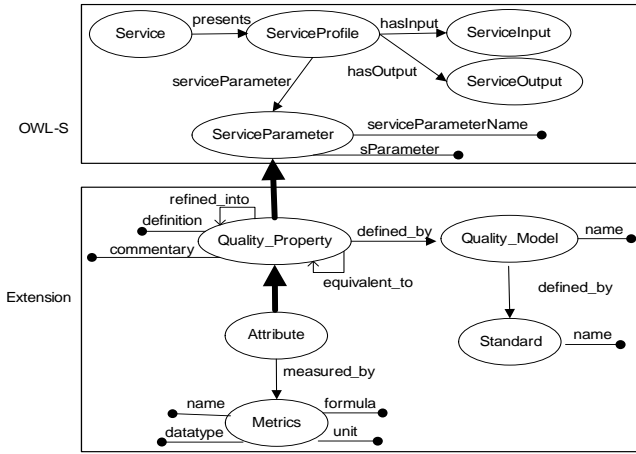 presents
hasInput
Service
ServiceProfile
ServiceInput
serviceParameter
hasOutput
ServiceOutput
OWL-S
ServiceParameter
serviceParameterName
sParameter
refined_into
definition
commentary
Quality_Property
defined_by
Quality_Model
name
equivalent_to
Extension
defined_by
Attribute
Standard
name
measured_by
name
formula
Metrics
datatype
unit